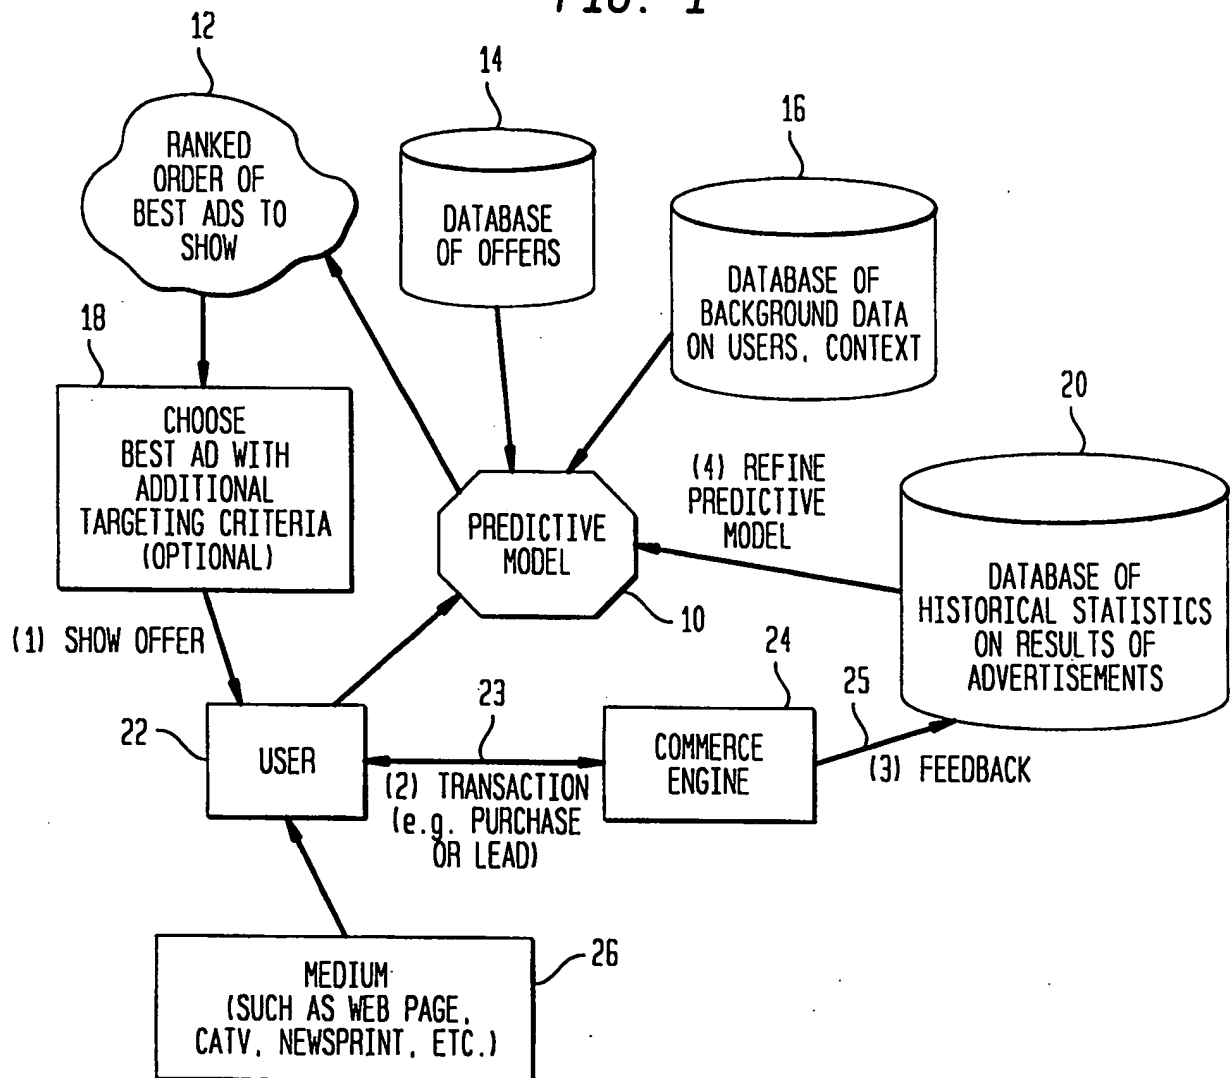 FIG. 1
12
RANKED
ORDER OF
BEST ADS TO
SHOW
14
DATABASE
OF OFFERS
16
DATABASE OF
BACKGROUND DATA
ON USERS, CONTEXT
18
CHOOSE
BEST AD WITH
ADDITIONAL
TARGETING CRITERIA
(OPTIONAL)
PREDICTIVE
MODEL
10
(4) REFINE
PREDICTIVE
MODEL
20
DATABASE OF
HISTORICAL STATISTICS
ON RESULTS OF
ADVERTISEMENTS
(1) SHOW OFFER
22
USER
23
(2) TRANSACTION
(e.g. PURCHASE
OR LEAD)
24
COMMERCE
ENGINE
25
(3) FEEDBACK
MEDIUM
(SUCH AS WEB PAGE,
CATV, NEWSPRINT, ETC.)
26